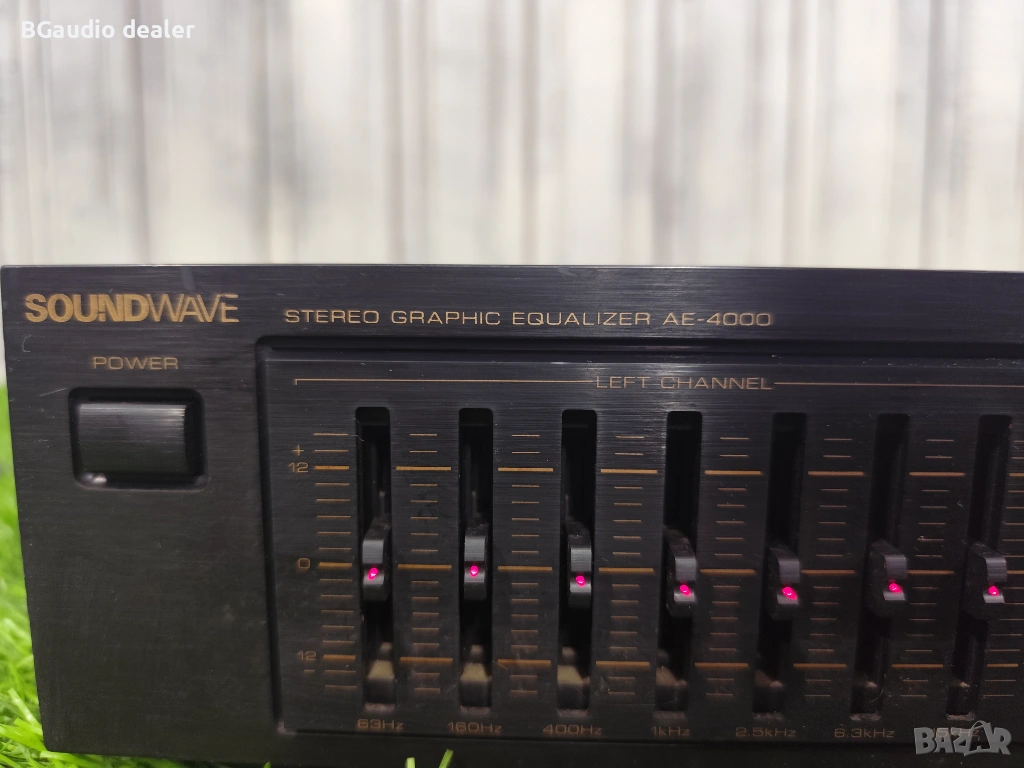 BGaudio dealer
SOUNDWAVE
STEREO GRAPHIC EQUALIZER AE-4000
POWER
LEFT CHANNEL
+
12
0
12
63Hz 160Hz 400Hz 1kHz 2.5kHz 6.3kHz
BAZAR